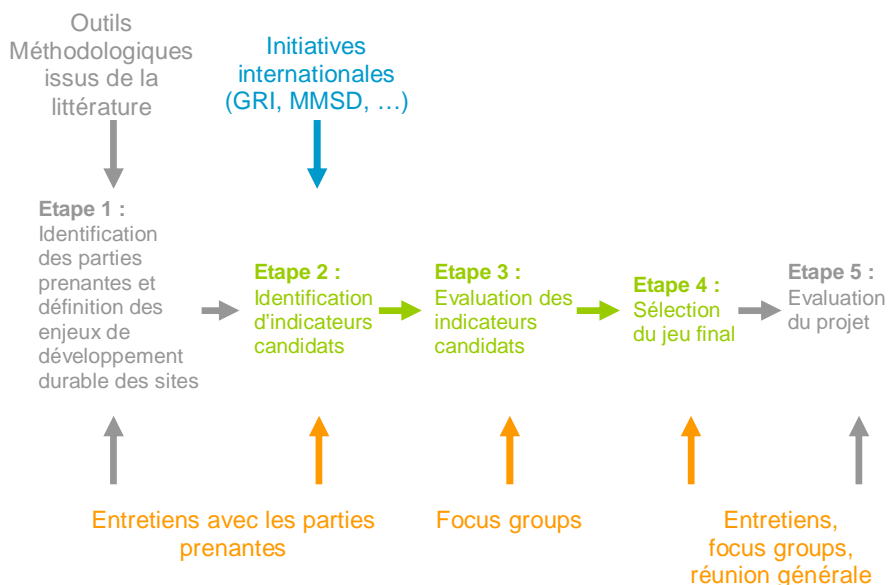 Outils
Méthodologiques
issus de la
littérature
Initiatives
internationales
(GRI, MMSD, …)
Etape 1 :
Identification
des parties
prenantes et
définition des
enjeux de
développement
durable des sites
Etape 2 :
Identification
d'indicateurs
candidats
Etape 3 :
Evaluation des
indicateurs
candidats
Etape 4 :
Sélection
du jeu final
Etape 5 :
Evaluation
du projet
Entretiens avec les parties
prenantes
Focus groups
Entretiens,
focus groups,
réunion générale